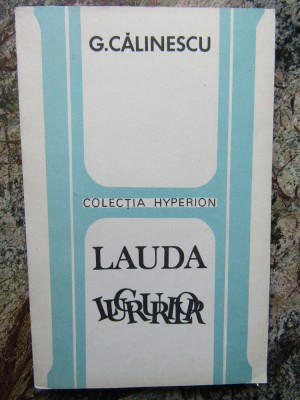 G.CĂLINESCU
COLECȚIA HYPERION
LAUDA
LUCRURILOR